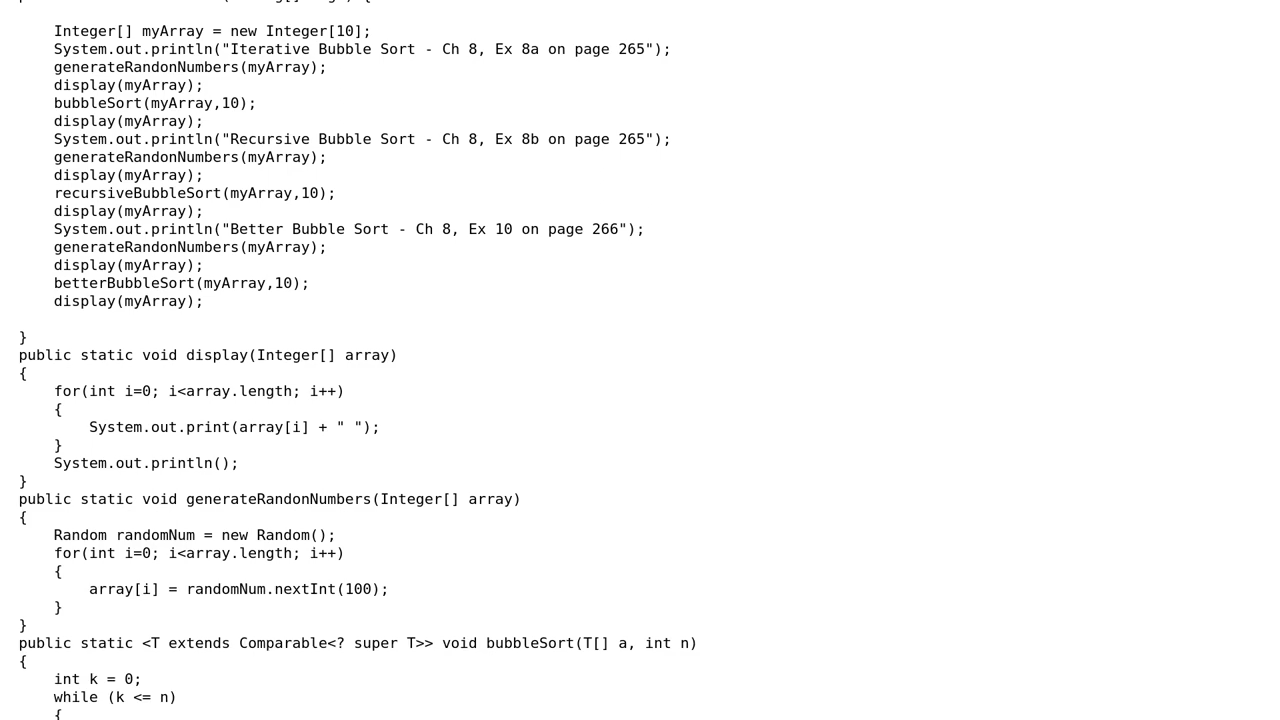 Integer[] myArray = new Integer[10];
    System.out.println("Iterative Bubble Sort - Ch 8, Ex 8a on page 265");
    generateRandonNumbers(myArray);
    display(myArray);
    bubbleSort(myArray,10);
    display(myArray);
    System.out.println("Recursive Bubble Sort - Ch 8, Ex 8b on page 265");
    generateRandonNumbers(myArray);
    display(myArray);
    recursiveBubbleSort(myArray,10);
    display(myArray);
    System.out.println("Better Bubble Sort - Ch 8, Ex 10 on page 266");
    generateRandonNumbers(myArray);
    display(myArray);
    betterBubbleSort(myArray,10);
    display(myArray);
}
public static void display(Integer[] array)
{
    for(int i=0; i<array.length; i++)
    {
        System.out.print(array[i] + " ");
    }
    System.out.println();
}
public static void generateRandonNumbers(Integer[] array)
{
    Random randomNum = new Random();
    for(int i=0; i<array.length; i++)
    {
        array[i] = randomNum.nextInt(100);
    }
}
public static <T extends Comparable<? super T>> void bubbleSort(T[] a, int n)
{
    int k = 0;
    while (k <= n)
    {